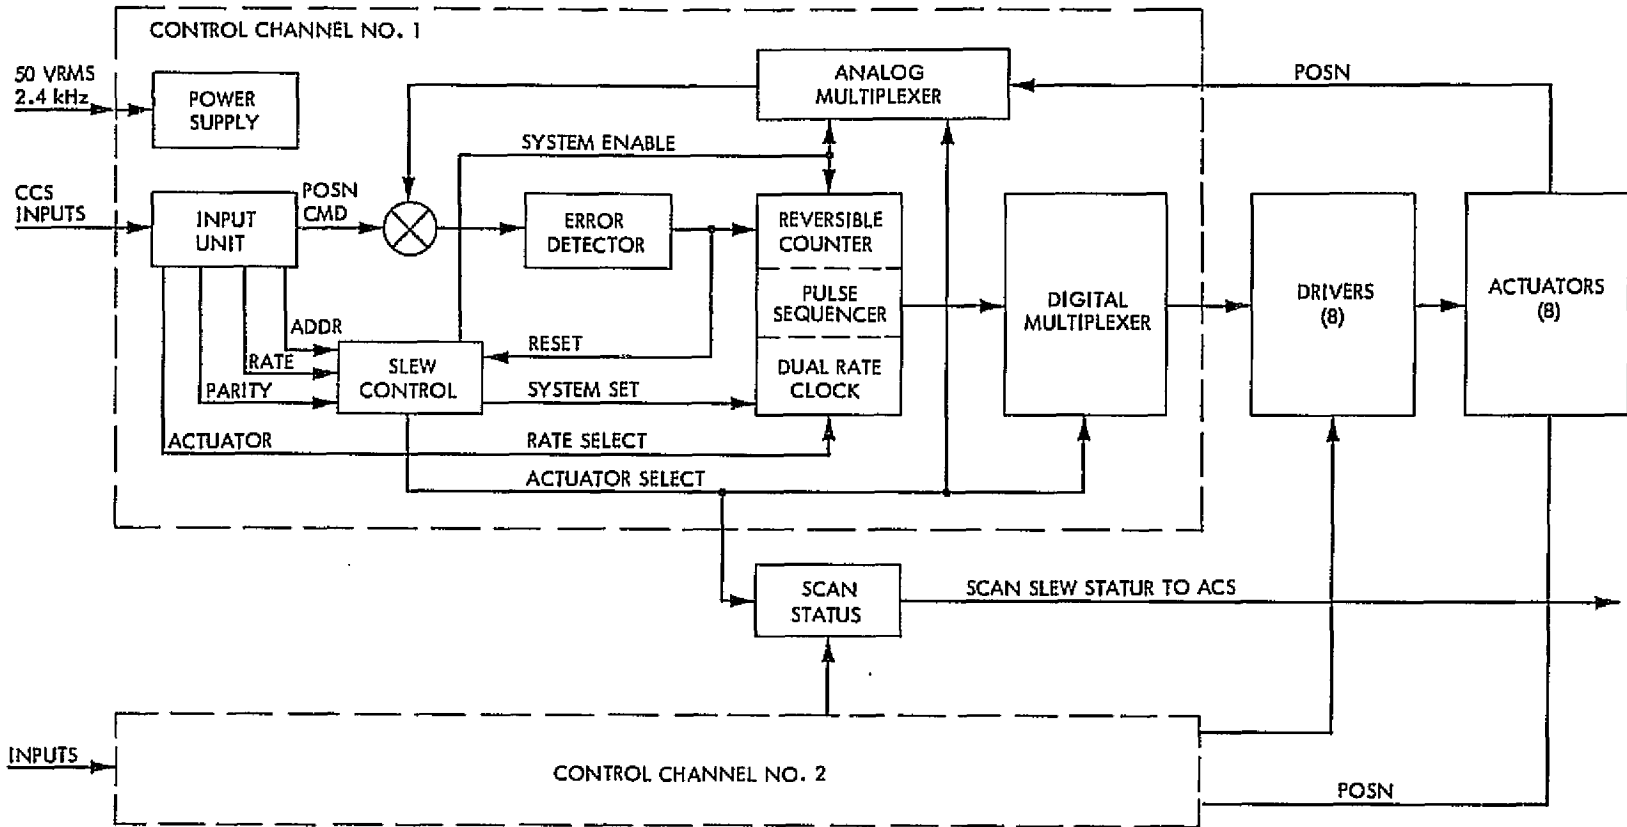 CONTROL CHANNEL NO. 1
50 VRMS
2.4 kHz
POWER
SUPPLY
ANALOG
MULTIPLEXER
POSN
SYSTEM ENABLE
CCS
INPUTS
INPUT
UNIT
POSN
CMD
ERROR
DETECTOR
REVERSIBLE
COUNTER
PULSE
SEQUENCER
DUAL RATE
CLOCK
DIGITAL
MULTIPLEXER
DRIVERS
(8)
ACTUATORS
(8)
ADDR
RATE
PARITY
SLEW
CONTROL
RESET
SYSTEM SET
ACTUATOR
RATE SELECT
ACTUATOR SELECT
SCAN
STATUS
SCAN SLEW STATUR TO ACS
INPUTS
CONTROL CHANNEL NO. 2
POSN